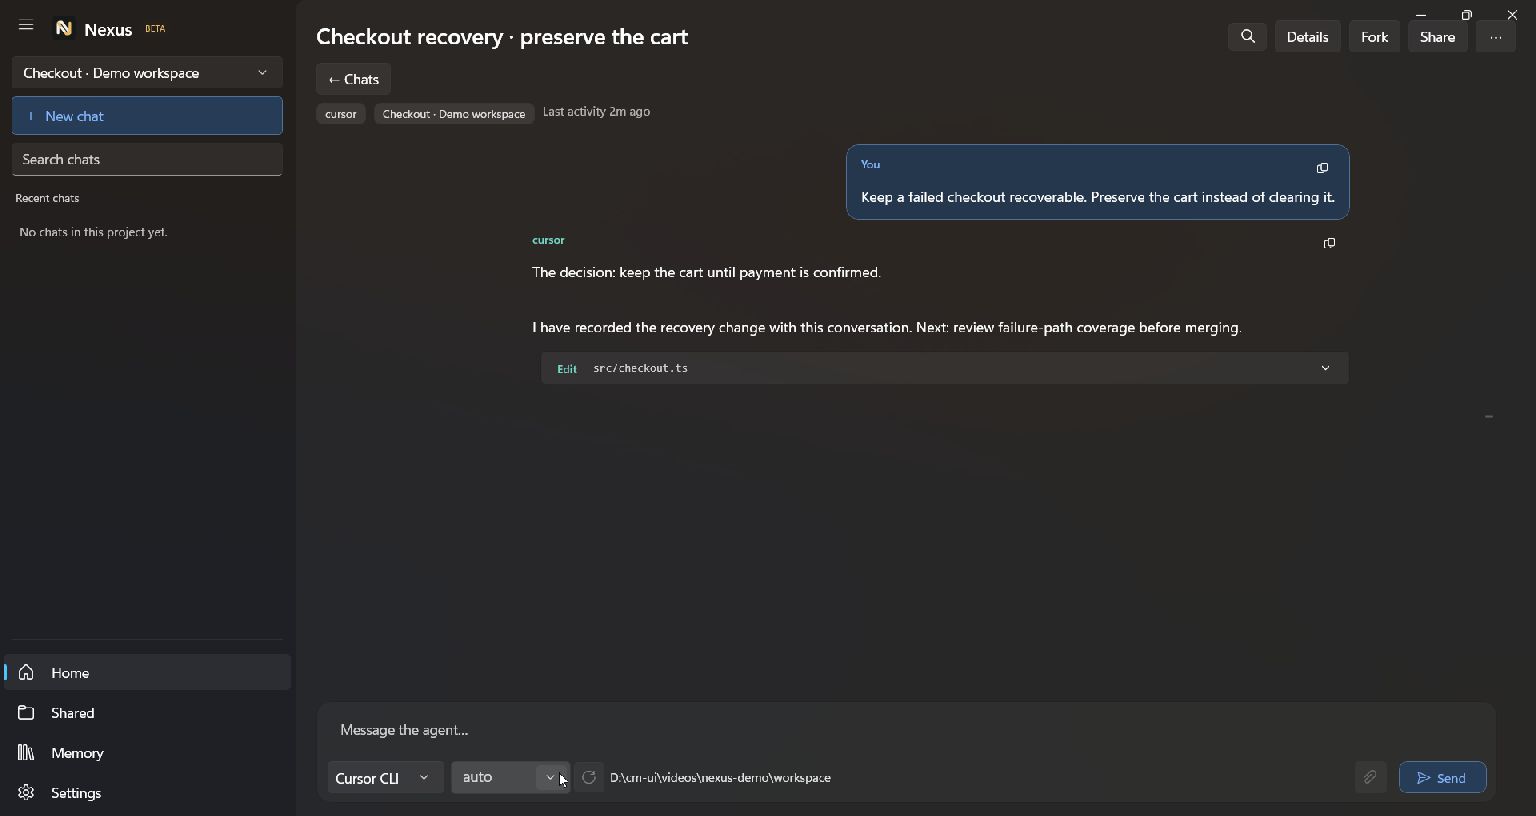 Nexus BETA
Checkout · Demo workspace
+ New chat
Search chats
Recent chats
No chats in this project yet.
Home
Shared
Memory
Settings
Checkout recovery · preserve the cart
Details
Fork
Share
...
← Chats
cursor
Checkout · Demo workspace
Last activity 2m ago
You
Keep a failed checkout recoverable. Preserve the cart instead of clearing it.
cursor
The decision: keep the cart until payment is confirmed.
I have recorded the recovery change with this conversation. Next: review failure-path coverage before merging.
Edit src/checkout.ts
Message the agent...
Cursor CLI
auto
D:\cm-ui\videos\nexus-demo\workspace
Send